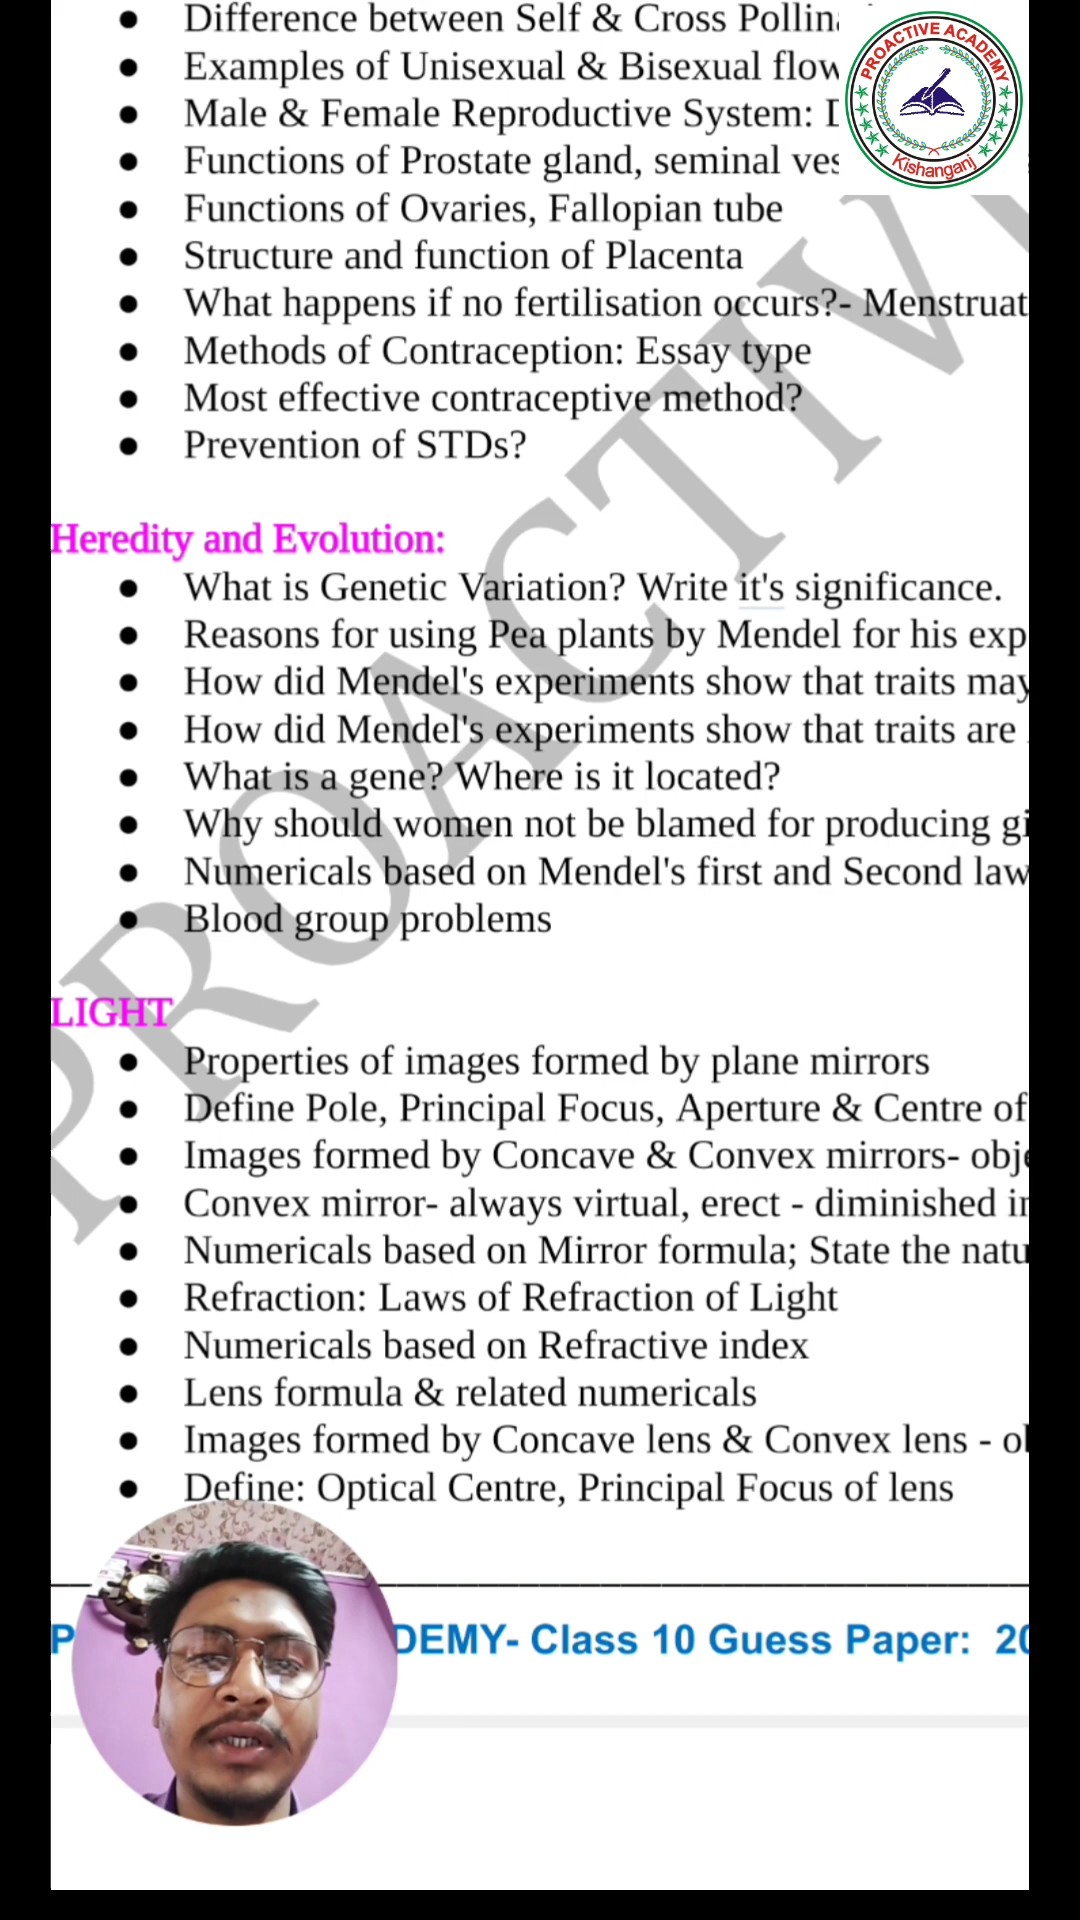 Difference between Self & Cross
Examples of Unisexual & Bisexual
Male & Female Reproductive System:
Functions of Prostate gland, seminal
Functions of Ovaries, Fallopian tube
Structure and function of Placenta
What happens if no fertilisation occurs?-
Methods of Contraception: Essay type
Most effective contraceptive method?
Prevention of STDs?
PROACTIVE ACADEMY
Kishanganj
Heredity and Evolution:
What is Genetic Variation? Write it's significance.
Reasons for using Pea plants by Mendel for his
How did Mendel's experiments show that traits may
How did Mendel's experiments show that traits are
What is a gene? Where is it located?
Why should women not be blamed for producing
Numericals based on Mendel's first and Second law
Blood group problems
LIGHT
Properties of images formed by plane mirrors
Define Pole, Principal Focus, Aperture & Centre of
Images formed by Concave & Convex mirrors-
Convex mirror- always virtual, erect - diminished
Numericals based on Mirror formula; State the
Refraction: Laws of Refraction of Light
Numericals based on Refractive index
Lens formula & related numericals
Images formed by Concave lens & Convex lens -
Define: Optical Centre, Principal Focus of lens
Class 10 Guess Paper: